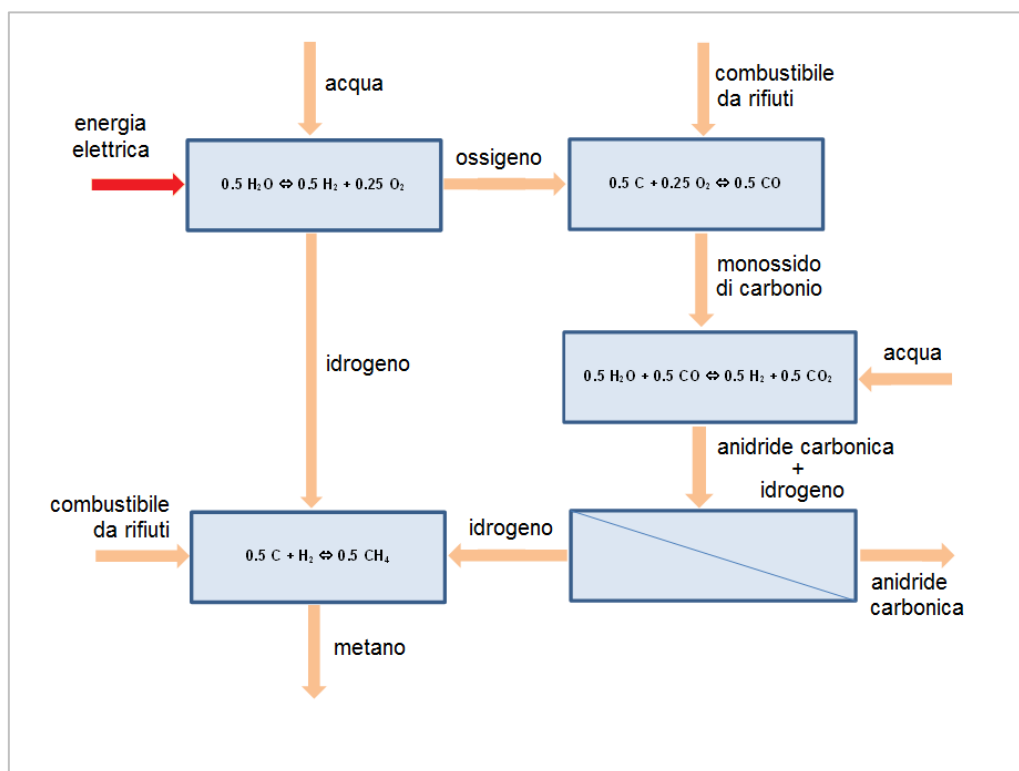 acqua
combustibile
da rifiuti
energia
elettrica
0.5 H₂O ⇔ 0.5 H₂ + 0.25 O₂
ossigeno
0.5 C + 0.25 O₂ ⇔ 0.5 CO
monossido
di carbonio
idrogeno
0.5 H₂O + 0.5 CO ⇔ 0.5 H₂ + 0.5 CO₂
acqua
anidride carbonica
+
idrogeno
combustibile
da rifiuti
0.5 C + H₂ ⇔ 0.5 CH₄
idrogeno
anidride
carbonica
metano